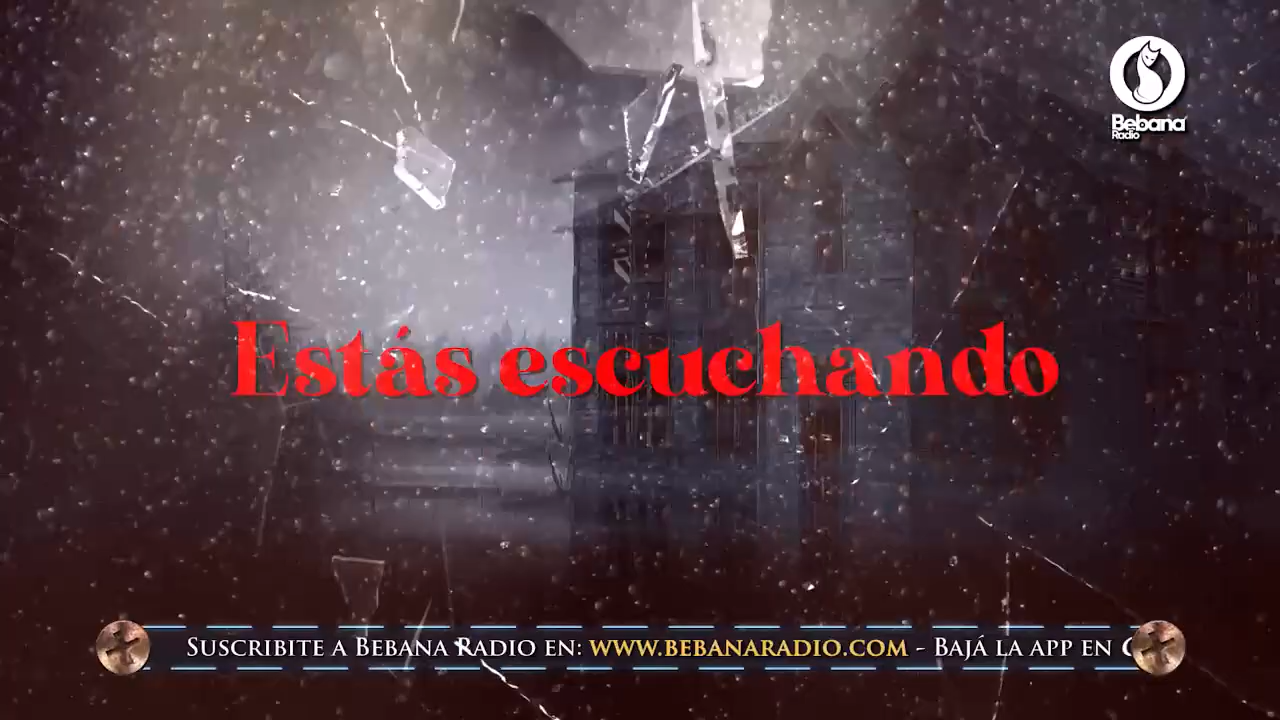 Bebana
Radio
Estás escuchando
SUSCRIBITE A BEBANA RADIO EN: WWW.BEBANARADIO.COM - BAJÁ LA APP EN